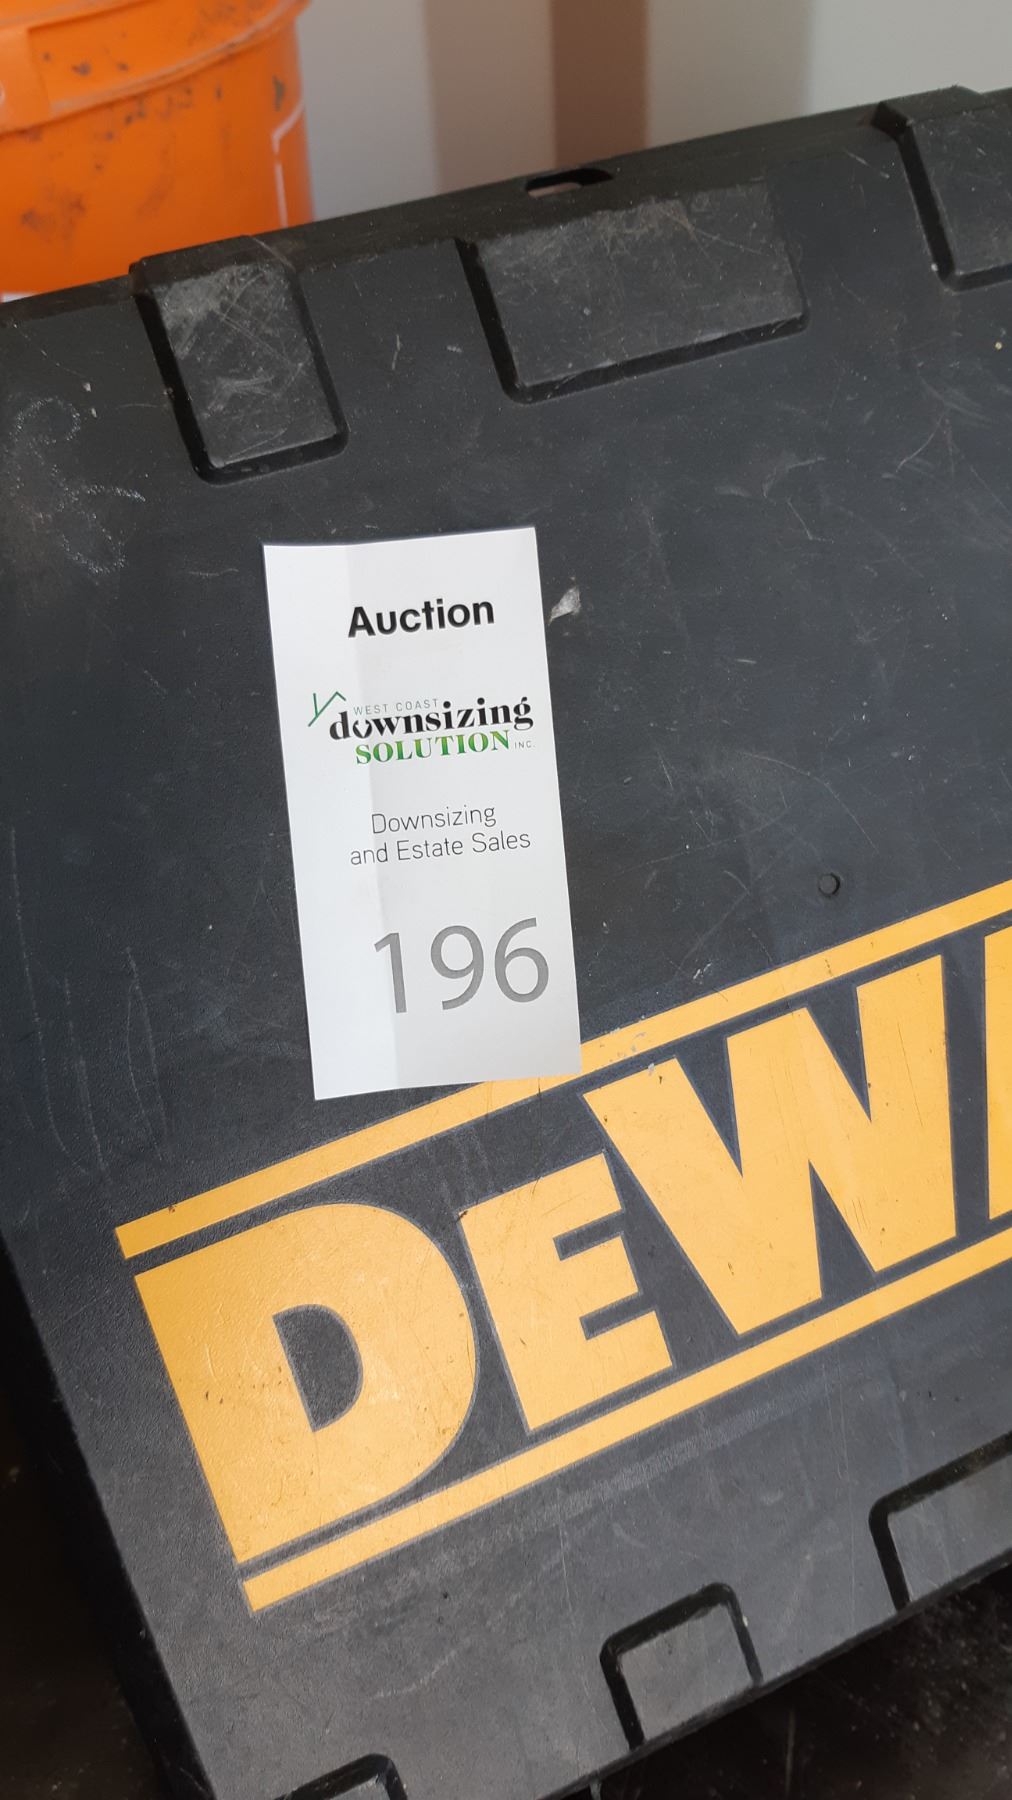 Auction
WEST COAST
downsizing
SOLUTION INC.
Downsizing
and Estate Sales
196
DEW